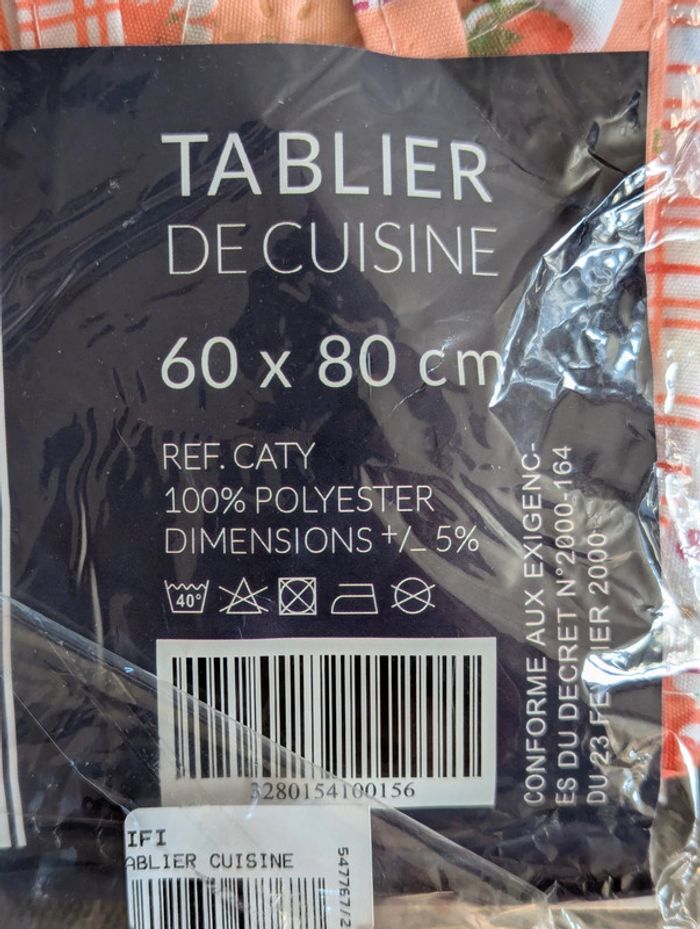 TABLIER
DE CUISINE
60 x 80 cm
REF. CATY
100% POLYESTER
DIMENSIONS +/_ 5%
40°
3280154100156
CONFORME AUX EXIGENC-
ES DU DECRET N°2000-164
DU 23 FEVRIER 2000
IFI
ABLIER CUISINE
5477767/2